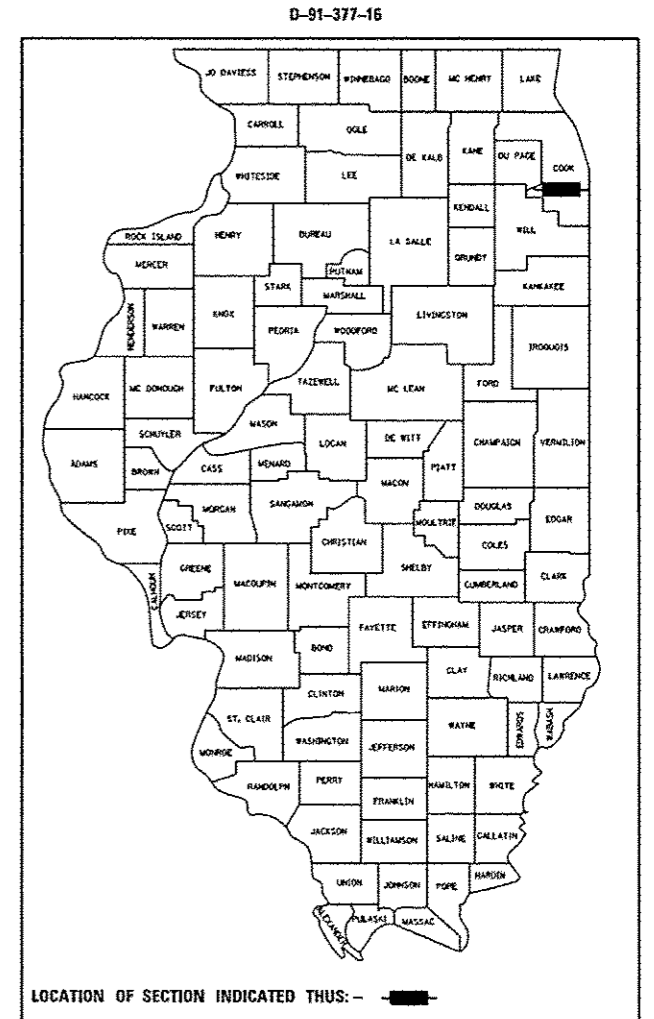 D-91-377-16
JO DAVIESS STEPHENSON WINNEBAGO BOONE MC HENRY LAKE
CARROLL OGLE DE KALB KANE DU PAGE COOK
WHITESIDE LEE KENDALL WILL
ROCK ISLAND HENRY BUREAU LA SALLE GRUNDY
MERCER PUTNAM KANKAKEE
STARK MARSHALL
HENDERSON WARREN KNOX PEORIA WOODFORD LIVINGSTON IROQUOIS
HANCOCK MC DONOUGH FULTON TAZEWELL MC LEAN FORD
SCHUYLER MASON LOGAN DE WITT CHAMPAIGN VERMILION
ADAMS BROWN CASS MENARD MACON PIATT
PIKE SCOTT MORGAN SANGAMON MOULTRIE DOUGLAS EDGAR
CHRISTIAN COLES
CALHOUN GREENE MACOUPIN MONTGOMERY SHELBY CUMBERLAND CLARK
JERSEY FAYETTE EFFINGHAM JASPER CRAWFORD
MADISON BOND CLAY RICHLAND LAWRENCE
CLINTON MARION
ST. CLAIR WASHINGTON JEFFERSON WAYNE EDWARDS WABASH
MONROE RANDOLPH PERRY HAMILTON WHITE
FRANKLIN
JACKSON WILLIAMSON SALINE GALLATIN
UNION JOHNSON POPE HARDIN
ALEXANDER PULASKI MASSAC
LOCATION OF SECTION INDICATED THUS: -